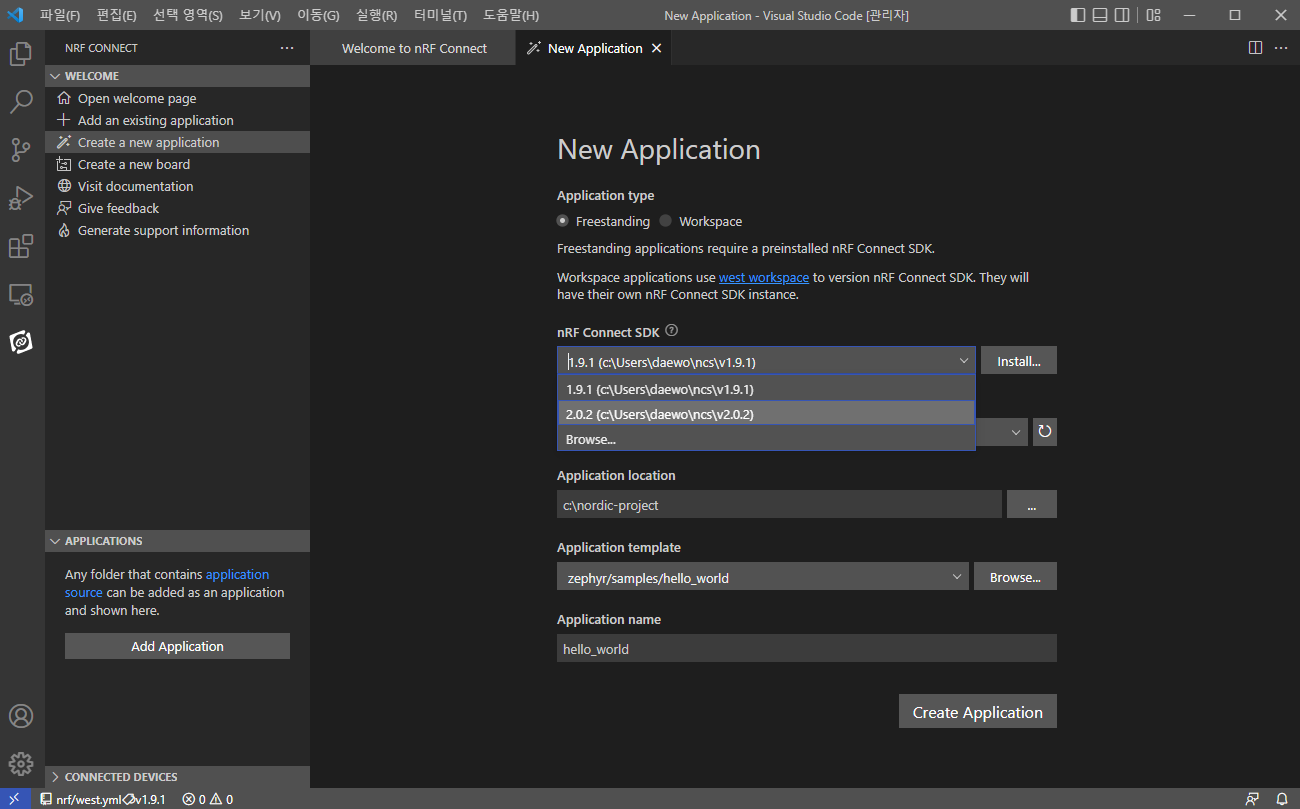 파일(F) 편집(E) 선택 영역(S) 보기(V) 이동(G) 실행(R) 터미널(T) 도움말(H) New Application - Visual Studio Code [관리자]
NRF CONNECT
Welcome to nRF Connect
New Application
WELCOME
Open welcome page
Add an existing application
Create a new application
Create a new board
Visit documentation
Give feedback
Generate support information
APPLICATIONS
Any folder that contains application
source can be added as an application
and shown here.
Add Application
CONNECTED DEVICES
New Application
Application type
Freestanding Workspace
Freestanding applications require a preinstalled nRF Connect SDK.
Workspace applications use west workspace to version nRF Connect SDK. They will
have their own nRF Connect SDK instance.
nRF Connect SDK
1.9.1 (c:\Users\daewo\ncs\v1.9.1) Install...
1.9.1 (c:\Users\daewo\ncs\v1.9.1)
2.0.2 (c:\Users\daewo\ncs\v2.0.2)
Browse...
Application location
c:\nordic-project ...
Application template
zephyr/samples/hello_world Browse...
Application name
hello_world
Create Application
nrf/west.yml v1.9.1 0 0